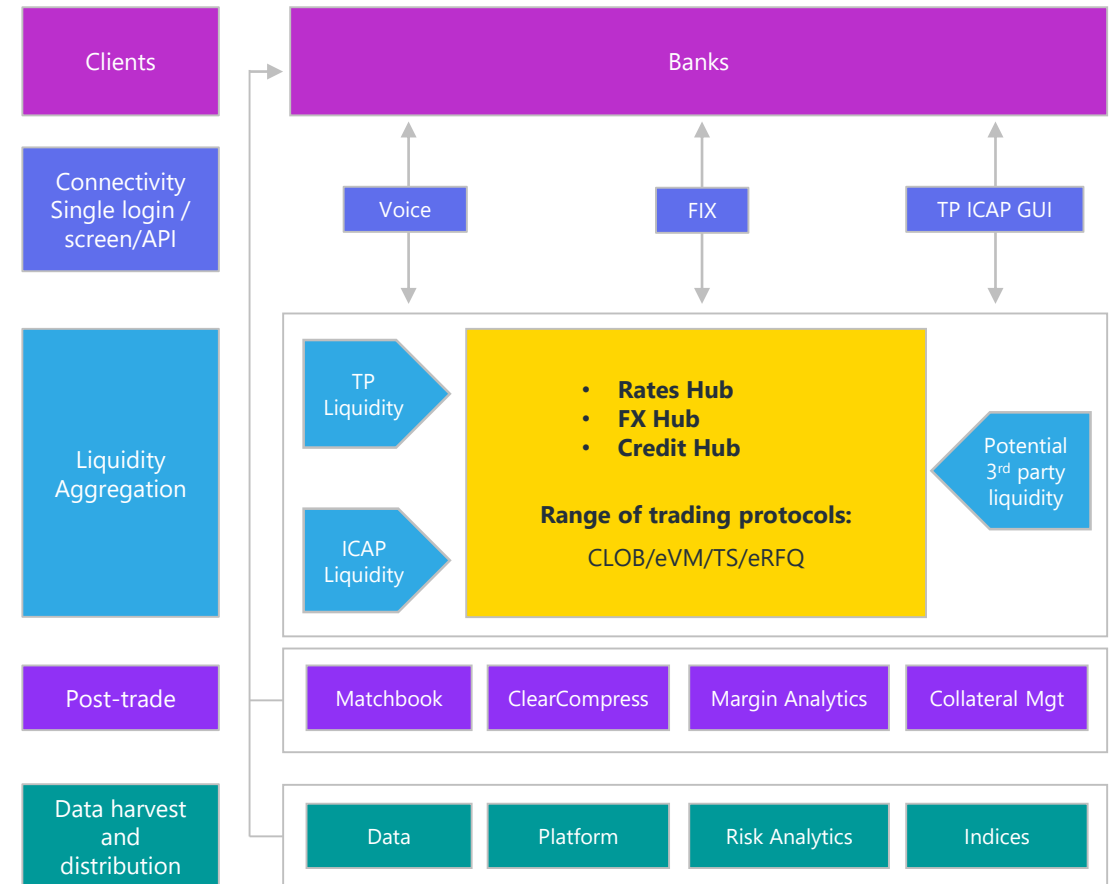 Clients
Banks
Connectivity
Single login /
screen/API
Voice
FIX
TP ICAP GUI
Liquidity
Aggregation
TP
Liquidity
ICAP
Liquidity
• Rates Hub
• FX Hub
• Credit Hub
Range of trading protocols:
CLOB/eVM/TS/eRFQ
Potential
3rd party
liquidity
Post-trade
Matchbook
ClearCompress
Margin Analytics
Collateral Mgt
Data harvest
and
distribution
Data
Platform
Risk Analytics
Indices